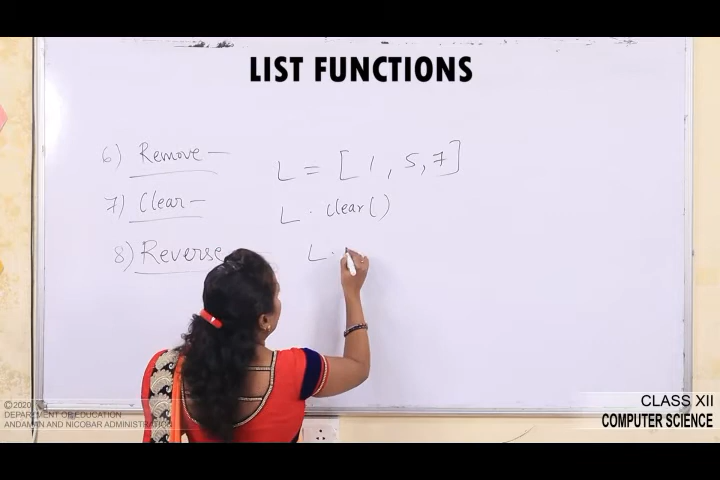 LIST FUNCTIONS
6) Remove – L = [ 1 , 5, 7 ]
7) Clear – L . clear ( )
8) Reverse L .
©2020
DEPARTMENT OF EDUCATION
ANDAMAN AND NICOBAR ADMINISTRATION
CLASS XII
COMPUTER SCIENCE